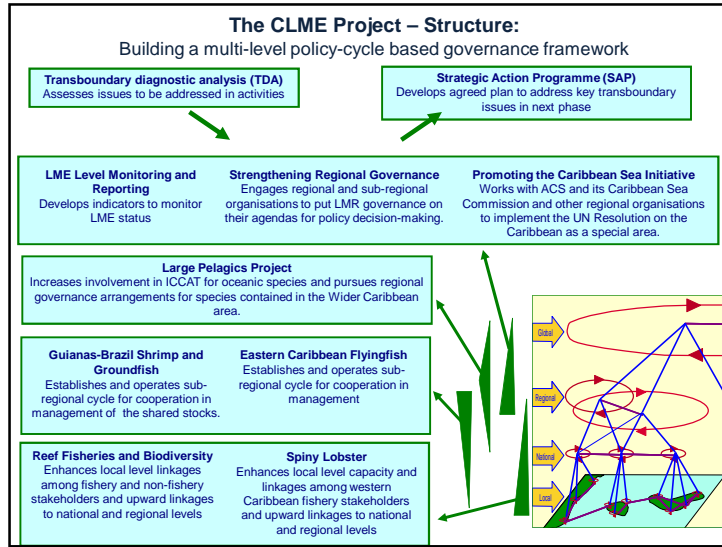 The CLME Project – Structure:
Building a multi-level policy-cycle based governance framework
Transboundary diagnostic analysis (TDA)
Assesses issues to be addressed in activities
Strategic Action Programme (SAP)
Develops agreed plan to address key transboundary
issues in next phase
LME Level Monitoring and
Reporting
Develops indicators to monitor
LME status
Strengthening Regional Governance
Engages regional and sub-regional
organisations to put LMR governance on
their agendas for policy decision-making.
Promoting the Caribbean Sea Initiative
Works with ACS and its Caribbean Sea
Commission and other regional organisations
to implement the UN Resolution on the
Caribbean as a special area.
Large Pelagics Project
Increases involvement in ICCAT for oceanic species and pursues regional
governance arrangements for species contained in the Wider Caribbean
area.
Guianas-Brazil Shrimp and
Groundfish
Establishes and operates sub-
regional cycle for cooperation in
management of the shared stocks.
Eastern Caribbean Flyingfish
Establishes and operates sub-
regional cycle for cooperation in
management
Reef Fisheries and Biodiversity
Enhances local level linkages
among fishery and non-fishery
stakeholders and upward linkages
to national and regional levels
Spiny Lobster
Enhances local level capacity and
linkages among western
Caribbean fishery stakeholders
and upward linkages to national
and regional levels
Global
Regional
National
Local